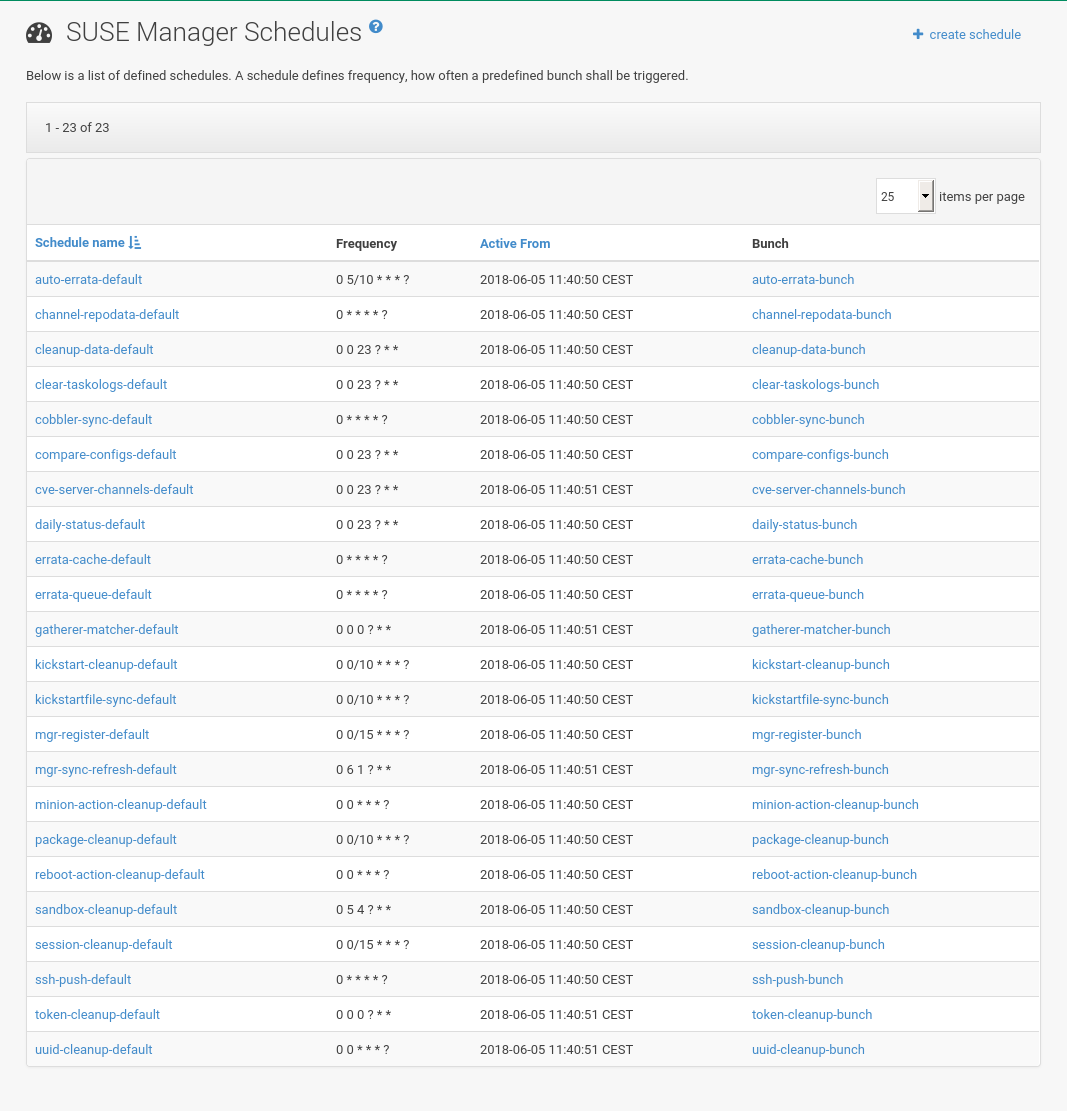 SUSE Manager Schedules ?
+ create schedule
Below is a list of defined schedules. A schedule defines frequency, how often a predefined bunch shall be triggered.
1 - 23 of 23
25 items per page
Schedule name Frequency Active From Bunch
auto-errata-default 0 5/10 * * * ? 2018-06-05 11:40:50 CEST auto-errata-bunch
channel-repodata-default 0 * * * * ? 2018-06-05 11:40:50 CEST channel-repodata-bunch
cleanup-data-default 0 0 23 ? * * 2018-06-05 11:40:50 CEST cleanup-data-bunch
clear-taskologs-default 0 0 23 ? * * 2018-06-05 11:40:50 CEST clear-taskologs-bunch
cobbler-sync-default 0 * * * * ? 2018-06-05 11:40:50 CEST cobbler-sync-bunch
compare-configs-default 0 0 23 ? * * 2018-06-05 11:40:50 CEST compare-configs-bunch
cve-server-channels-default 0 0 23 ? * * 2018-06-05 11:40:51 CEST cve-server-channels-bunch
daily-status-default 0 0 23 ? * * 2018-06-05 11:40:50 CEST daily-status-bunch
errata-cache-default 0 * * * * ? 2018-06-05 11:40:50 CEST errata-cache-bunch
errata-queue-default 0 * * * * ? 2018-06-05 11:40:50 CEST errata-queue-bunch
gatherer-matcher-default 0 0 0 ? * * 2018-06-05 11:40:51 CEST gatherer-matcher-bunch
kickstart-cleanup-default 0 0/10 * * * ? 2018-06-05 11:40:50 CEST kickstart-cleanup-bunch
kickstartfile-sync-default 0 0/10 * * * ? 2018-06-05 11:40:50 CEST kickstartfile-sync-bunch
mgr-register-default 0 0/15 * * * ? 2018-06-05 11:40:50 CEST mgr-register-bunch
mgr-sync-refresh-default 0 6 1 ? * * 2018-06-05 11:40:51 CEST mgr-sync-refresh-bunch
minion-action-cleanup-default 0 0 * * * ? 2018-06-05 11:40:50 CEST minion-action-cleanup-bunch
package-cleanup-default 0 0/10 * * * ? 2018-06-05 11:40:50 CEST package-cleanup-bunch
reboot-action-cleanup-default 0 0 * * * ? 2018-06-05 11:40:50 CEST reboot-action-cleanup-bunch
sandbox-cleanup-default 0 5 4 ? * * 2018-06-05 11:40:50 CEST sandbox-cleanup-bunch
session-cleanup-default 0 0/15 * * * ? 2018-06-05 11:40:50 CEST session-cleanup-bunch
ssh-push-default 0 * * * * ? 2018-06-05 11:40:50 CEST ssh-push-bunch
token-cleanup-default 0 0 0 ? * * 2018-06-05 11:40:51 CEST token-cleanup-bunch
uuid-cleanup-default 0 0 * * * ? 2018-06-05 11:40:51 CEST uuid-cleanup-bunch